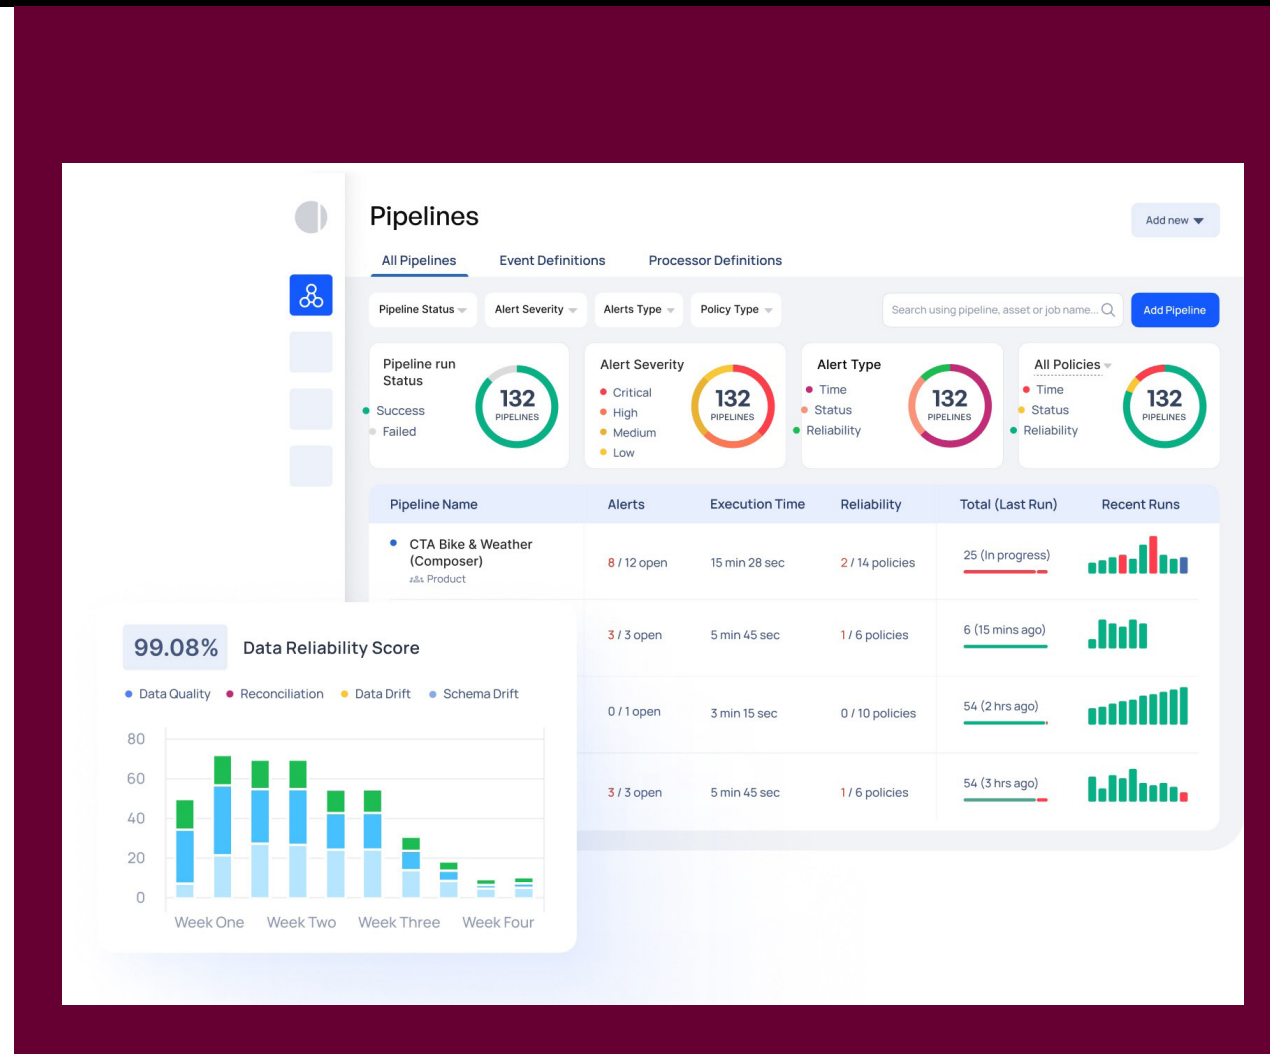 Pipelines
Add new
All Pipelines Event Definitions Processor Definitions
Pipeline Status Alert Severity Alerts Type Policy Type Search using pipeline, asset or job name... Add Pipeline
Pipeline run
Status
Success
Failed
132
PIPELINES
Alert Severity
Critical
High
Medium
Low
132
PIPELINES
Alert Type
Time
Status
Reliability
132
PIPELINES
All Policies
Time
Status
Reliability
132
PIPELINES
Pipeline Name Alerts Execution Time Reliability Total (Last Run) Recent Runs
CTA Bike & Weather
(Composer)
Product
8 / 12 open 15 min 28 sec 2 / 14 policies 25 (In progress)
3 / 3 open 5 min 45 sec 1 / 6 policies 6 (15 mins ago)
0 / 1 open 3 min 15 sec 0 / 10 policies 54 (2 hrs ago)
3 / 3 open 5 min 45 sec 1 / 6 policies 54 (3 hrs ago)
99.08% Data Reliability Score
Data Quality Reconciliation Data Drift Schema Drift
80
60
40
20
0
Week One Week Two Week Three Week Four